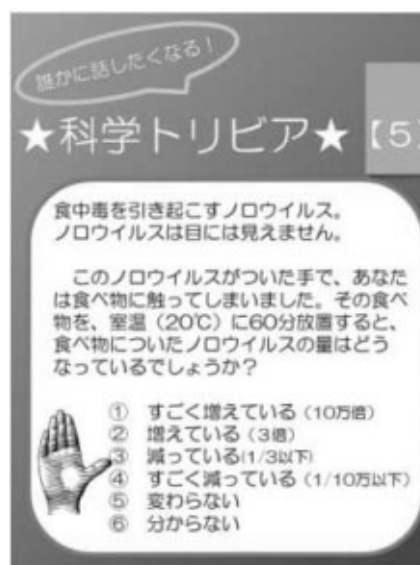 誰かに話したくなる！
★科学トリビア★【5】
食中毒を引き起こすノロウイルス。
ノロウイルスは目には見えません。
このノロウイルスがついた手で、あなた
は食べ物に触ってしまいました。その食べ
物を、室温（20℃）に60分放置すると、
食べ物についたノロウイルスの量はどう
なっているでしょうか？
① すごく増えている（10万倍）
② 増えている（3倍）
③ 減っている(1/3以下)
④ すごく減っている（1/10万以下）
⑤ 変わらない
⑥ 分からない